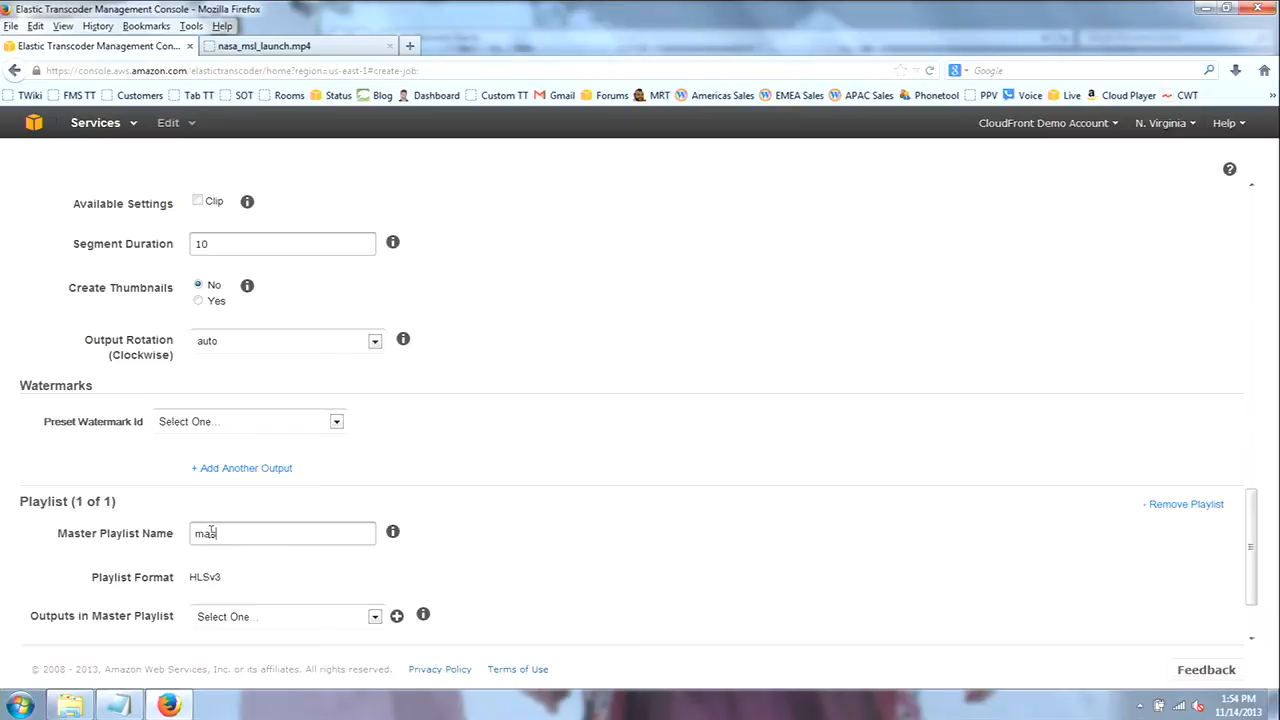 Elastic Transcoder Management Console - Mozilla Firefox
File Edit View History Bookmarks Tools Help
Elastic Transcoder Management Con... × nasa_msl_launch.mp4 × +
https://console.aws.amazon.com/elastictranscoder/home?region=us-east-1#create-job: Google
TWiki FMS TT Customers Tab TT SOT Rooms Status Blog Dashboard Custom TT Gmail Forums MRT Americas Sales EMEA Sales APAC Sales Phonetool PPV Voice Live Cloud Player CWT »
Services Edit CloudFront Demo Account N. Virginia Help
Available Settings Clip
Segment Duration 10
Create Thumbnails No
Yes
Output Rotation (Clockwise) auto
Watermarks
Preset Watermark Id Select One...
+ Add Another Output
Playlist (1 of 1)
- Remove Playlist
Master Playlist Name mas
Playlist Format HLSv3
Outputs in Master Playlist Select One...
© 2008 - 2013, Amazon Web Services, Inc. or its affiliates. All rights reserved. Privacy Policy Terms of Use Feedback
1:54 PM
11/14/2013